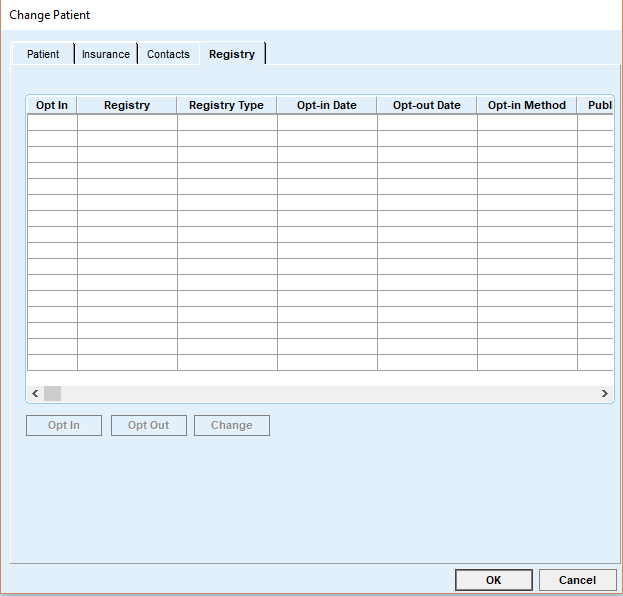 Change Patient
Patient Insurance Contacts Registry
Opt In Registry Registry Type Opt-in Date Opt-out Date Opt-in Method Publ
Opt In Opt Out Change
OK Cancel